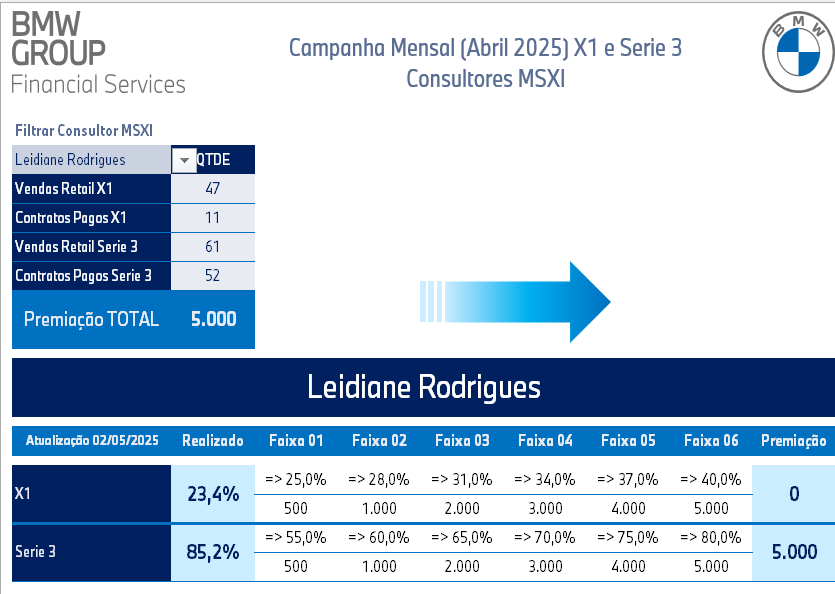 BMW
GROUP
Financial Services
Campanha Mensal (Abril 2025) X1 e Serie 3
Consultores MSXI
BMW
Filtrar Consultor MSXI
Leidiane Rodrigues QTDE
Vendas Retail X1 47
Contratos Pagos X1 11
Vendas Retail Serie 3 61
Contratos Pagos Serie 3 52
Premiação TOTAL 5.000
Leidiane Rodrigues
Atualização 02/05/2025 Realizado Faixa 01 Faixa 02 Faixa 03 Faixa 04 Faixa 05 Faixa 06 Premiação
X1 23,4% => 25,0% => 28,0% => 31,0% => 34,0% => 37,0% => 40,0% 0
500 1.000 2.000 3.000 4.000 5.000
Serie 3 85,2% => 55,0% => 60,0% => 65,0% => 70,0% => 75,0% => 80,0% 5.000
500 1.000 2.000 3.000 4.000 5.000